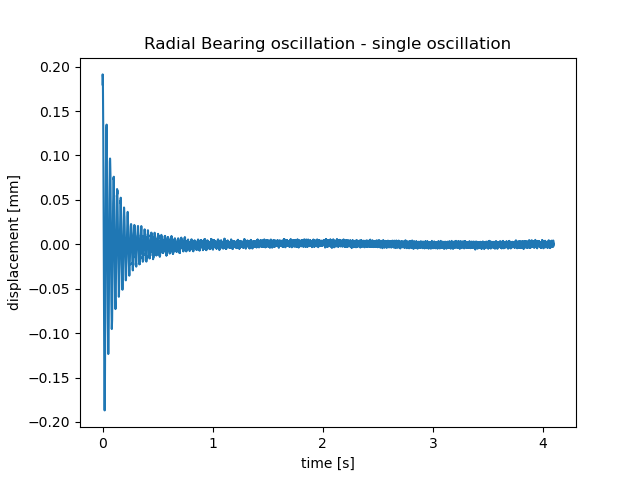 Radial Bearing oscillation - single oscillation
0.20
0.15
0.10
0.05
0.00
−0.05
−0.10
−0.15
−0.20
displacement [mm]
0 1 2 3 4
time [s]